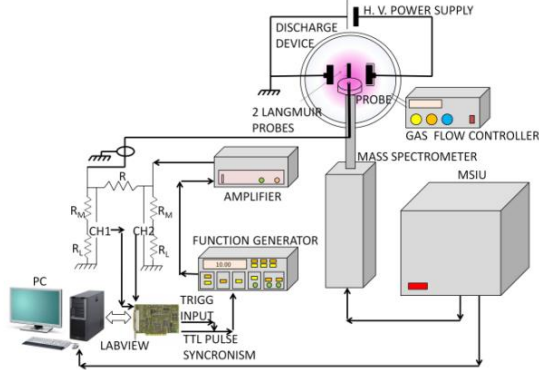 H. V. POWER SUPPLY
DISCHARGE
DEVICE
PROBE
2 LANGMUIR
PROBES
GAS FLOW CONTROLLER
MASS SPECTROMETER
MSIU
R
AMPLIFIER
RM
RM
CH1
CH2
RL
RL
FUNCTION GENERATOR
10.00
PC
TRIGG
INPUT
LABVIEW
TTL PULSE
SYNCRONISM